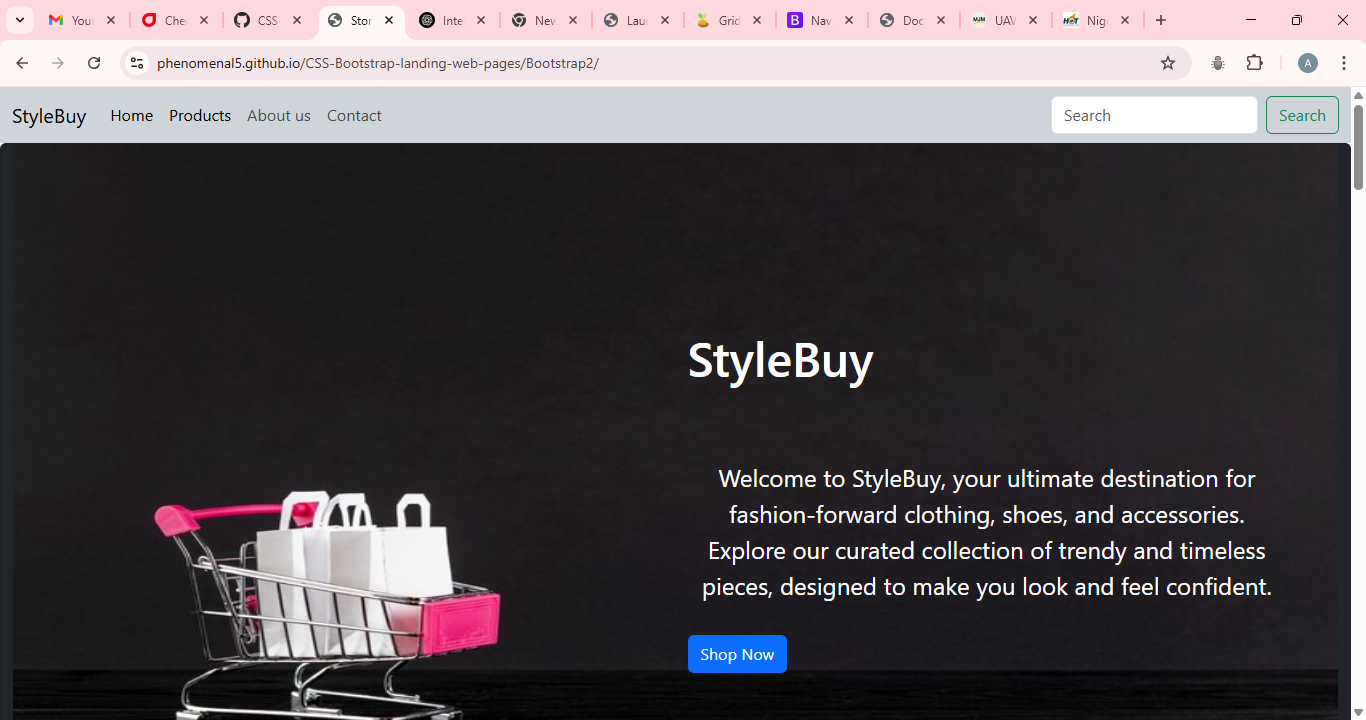 Your
Che
CSS
Stor
Inte
New
Laur
Grid
B Nav
Doc
MJM UAV
HOT Nige
phenomenal5.github.io/CSS-Bootstrap-landing-web-pages/Bootstrap2/
A
StyleBuy Home Products About us Contact Search Search
StyleBuy
Welcome to StyleBuy, your ultimate destination for
fashion-forward clothing, shoes, and accessories.
Explore our curated collection of trendy and timeless
pieces, designed to make you look and feel confident.
Shop Now